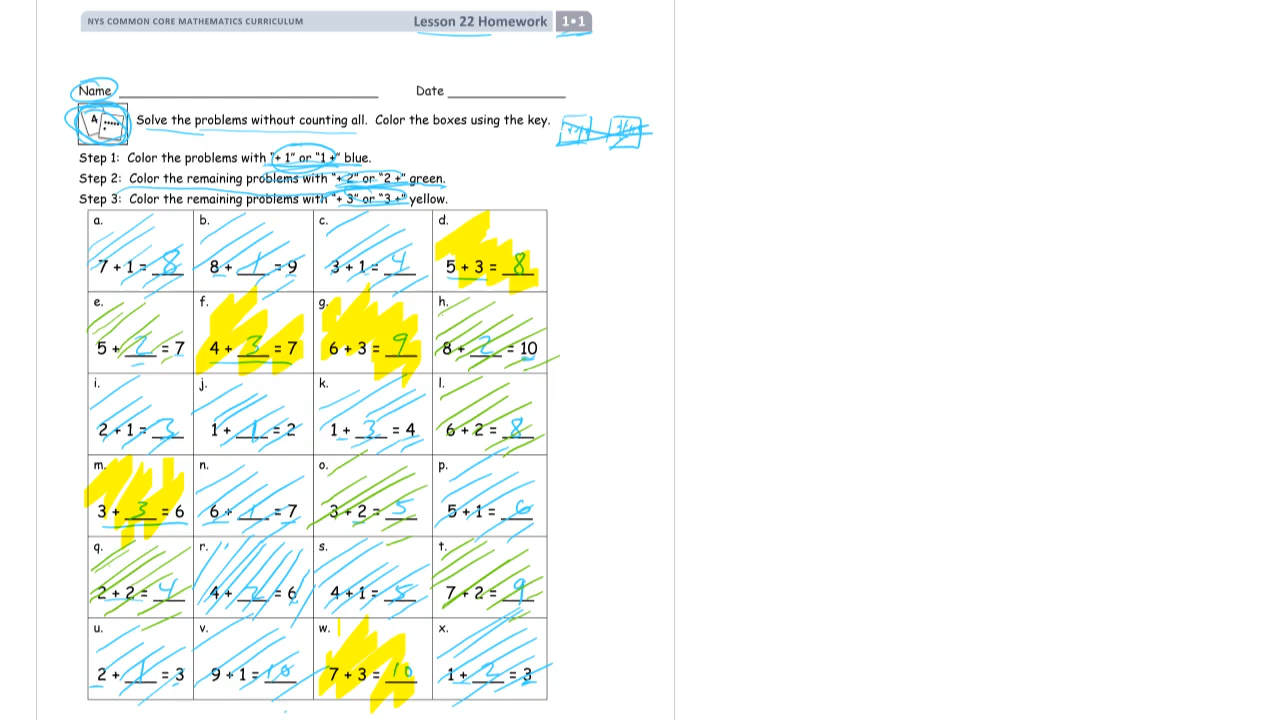 NYS COMMON CORE MATHEMATICS CURRICULUM Lesson 22 Homework 1•1
Name ____ Date ____
A
Solve the problems without counting all. Color the boxes using the key.
Step 1: Color the problems with "+ 1" or "1 +" blue.
Step 2: Color the remaining problems with "+ 2" or "2 +" green.
Step 3: Color the remaining problems with "+ 3" or "3 +" yellow.
a. b. c. d.
7 + 1 = 8 8 + 1 = 9 3 + 1 = 4 5 + 3 = 8
e. f. g. h.
5 + 2 = 7 4 + 3 = 7 6 + 3 = 9 8 + 2 = 10
i. j. k. l.
2 + 1 = 3 1 + 1 = 2 1 + 3 = 4 6 + 2 = 8
m. n. o. p.
3 + 3 = 6 6 + 1 = 7 3 + 2 = 5 5 + 1 = 6
q. r. s. t.
2 + 2 = 4 4 + 2 = 6 4 + 1 = 5 7 + 2 = 9
u. v. w. x.
2 + 1 = 3 9 + 1 = 10 7 + 3 = 10 1 + 2 = 3